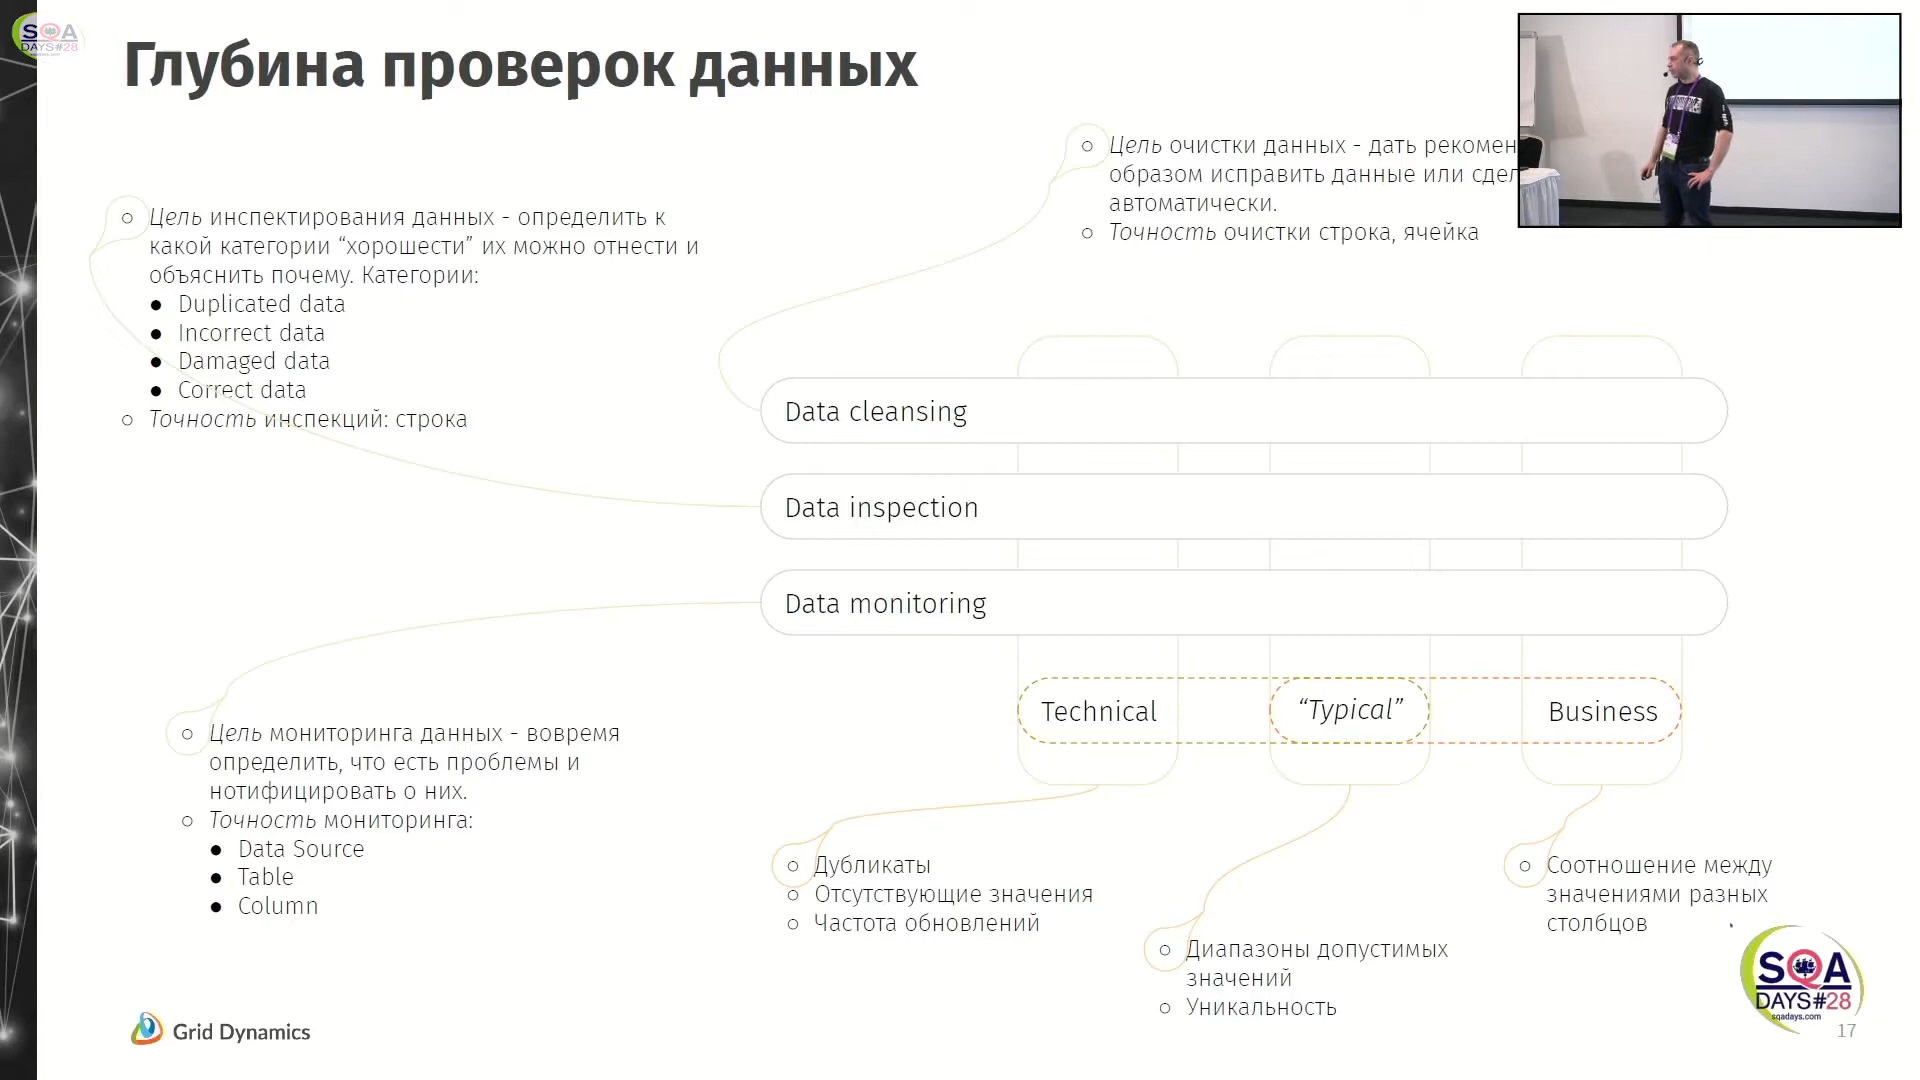 SQA
DAYS#28
Глубина проверок данных
Цель очистки данных - дать рекомен
образом исправить данные или сдел
автоматически.
Точность очистки строка, ячейка
Цель инспектирования данных - определить к
какой категории “хорошести” их можно отнести и
объяснить почему. Категории:
Duplicated data
Incorrect data
Damaged data
Correct data
Точность инспекций: строка
Data cleansing
Data inspection
Data monitoring
Technical
“Typical”
Business
Цель мониторинга данных - вовремя
определить, что есть проблемы и
нотифицировать о них.
Точность мониторинга:
Data Source
Table
Column
Дубликаты
Отсутствующие значения
Частота обновлений
Диапазоны допустимых
значений
Уникальность
Соотношение между
значениями разных
столбцов
Grid Dynamics
SQA
DAYS#28
sqadays.com
17